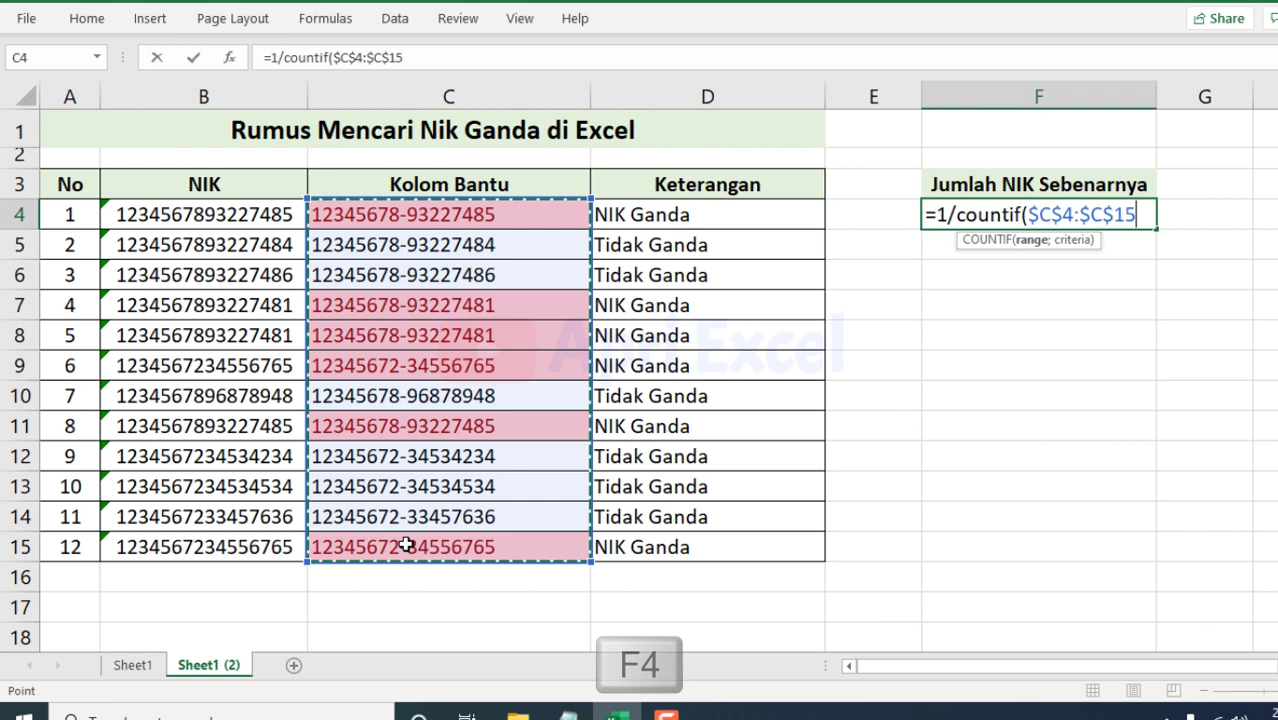 File Home Insert Page Layout Formulas Data Review View Help Share
C4 fx =1/countif($C$4:$C$15
A B C D E F G
1 Rumus Mencari Nik Ganda di Excel
2
3 No NIK Kolom Bantu Keterangan Jumlah NIK Sebenarnya
4 1 1234567893227485 12345678-93227485 NIK Ganda =1/countif($C$4:$C$15
5 2 1234567893227484 12345678-93227484 Tidak Ganda COUNTIF(range; criteria)
6 3 1234567893227486 12345678-93227486 Tidak Ganda
7 4 1234567893227481 12345678-93227481 NIK Ganda
8 5 1234567893227481 12345678-93227481 NIK Ganda
Apri Excel
9 6 1234567234556765 12345672-34556765 NIK Ganda
10 7 1234567896878948 12345678-96878948 Tidak Ganda
11 8 1234567893227485 12345678-93227485 NIK Ganda
12 9 1234567234534234 12345672-34534234 Tidak Ganda
13 10 1234567234534534 12345672-34534534 Tidak Ganda
14 11 1234567233457636 12345672-33457636 Tidak Ganda
15 12 1234567234556765 12345672-34556765 NIK Ganda
16
17
18
F4
Sheet1 Sheet1 (2)
Point